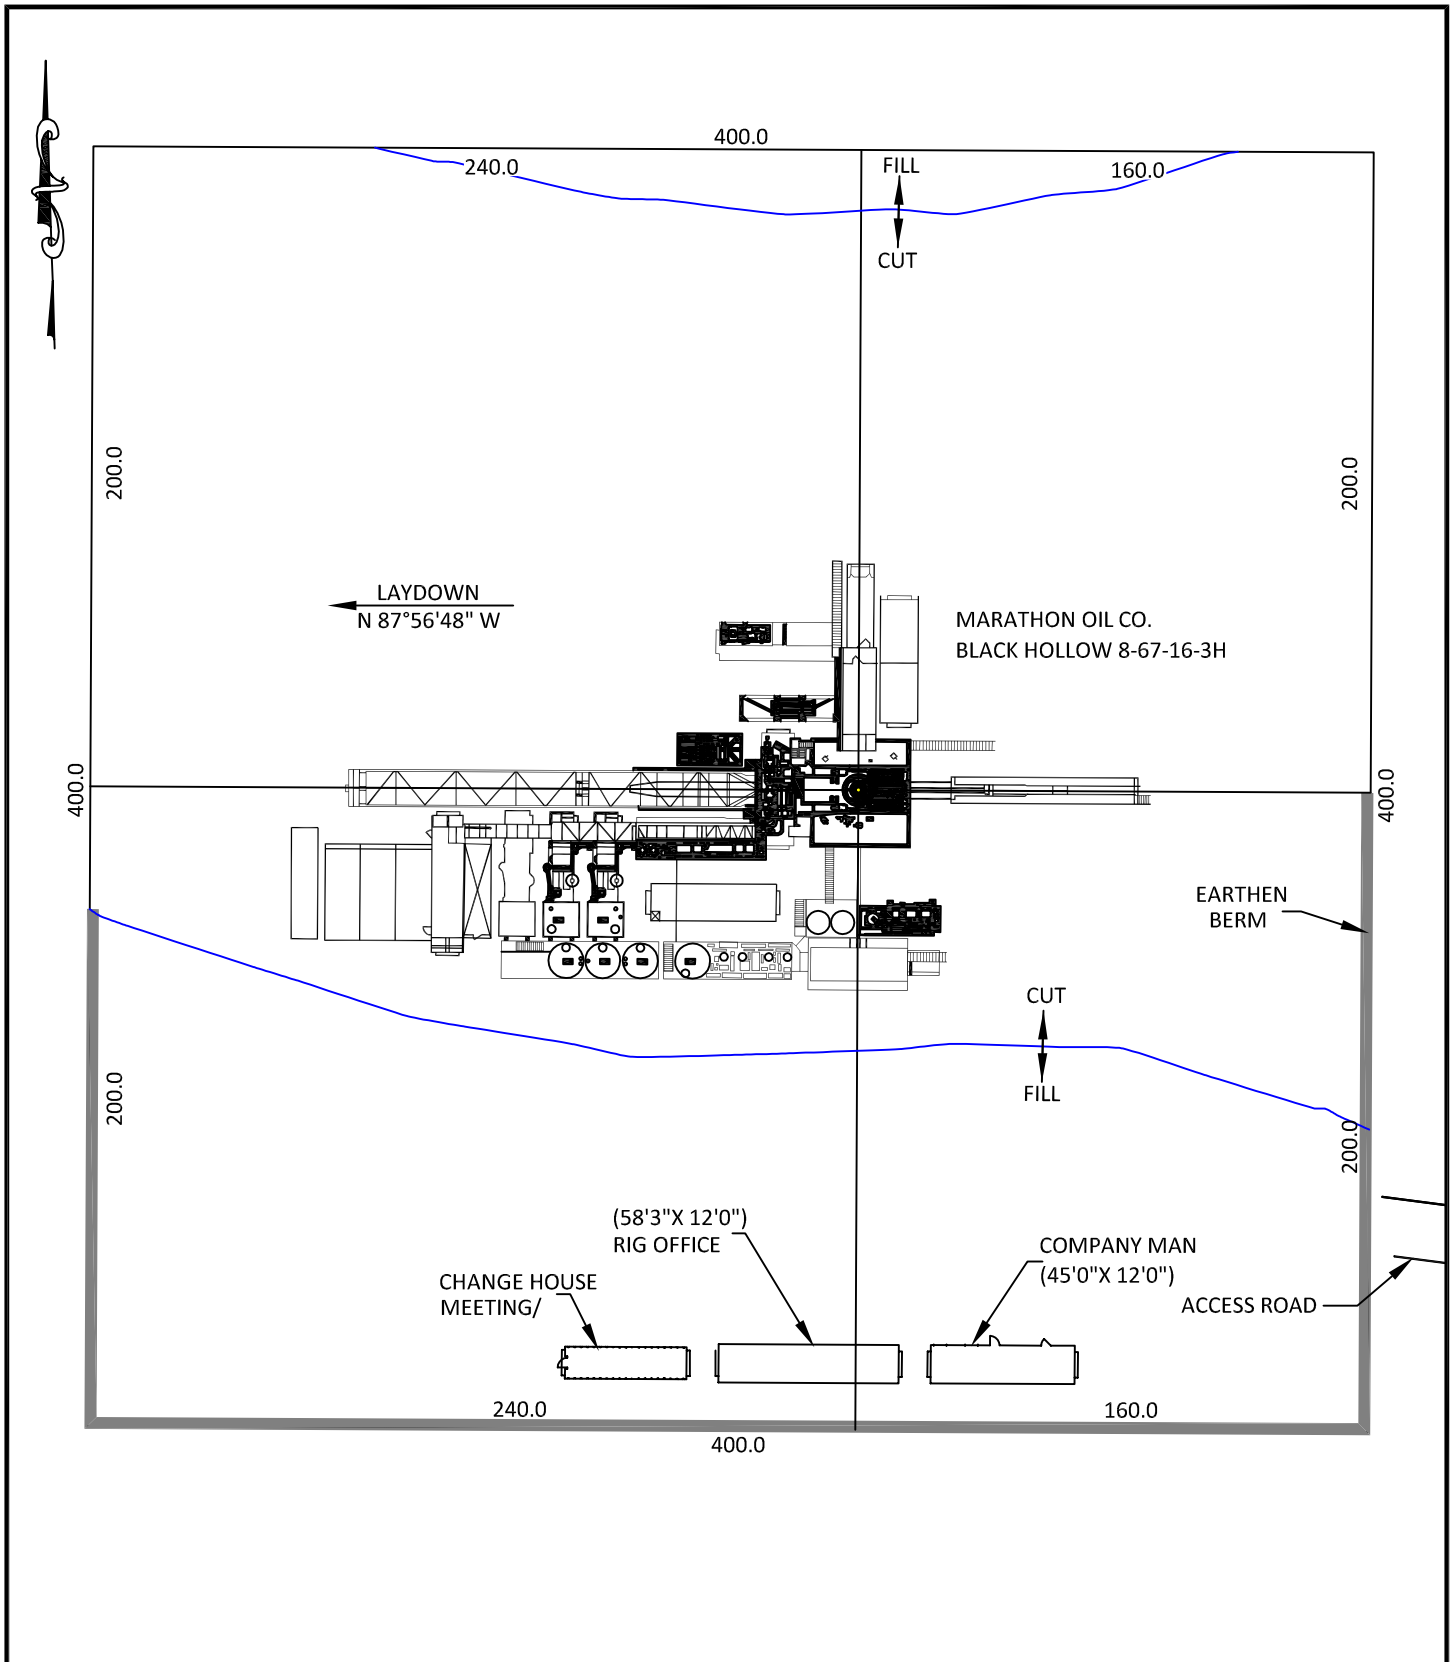 400.0
240.0
160.0
FILL
CUT
200.0
200.0
LAYDOWN
N 87°56'48" W
MARATHON OIL CO.
BLACK HOLLOW 8-67-16-3H
400.0
400.0
EARTHEN
BERM
CUT
FILL
200.0
200.0
(58'3"X 12'0")
RIG OFFICE
COMPANY MAN
(45'0"X 12'0")
CHANGE HOUSE
MEETING/
ACCESS ROAD
240.0
160.0
400.0